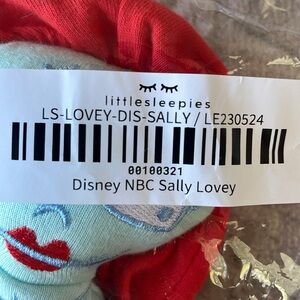 littlesleepies
LS-LOVEY-DIS-SALLY / LE230524
00100321
Disney NBC Sally Lovey